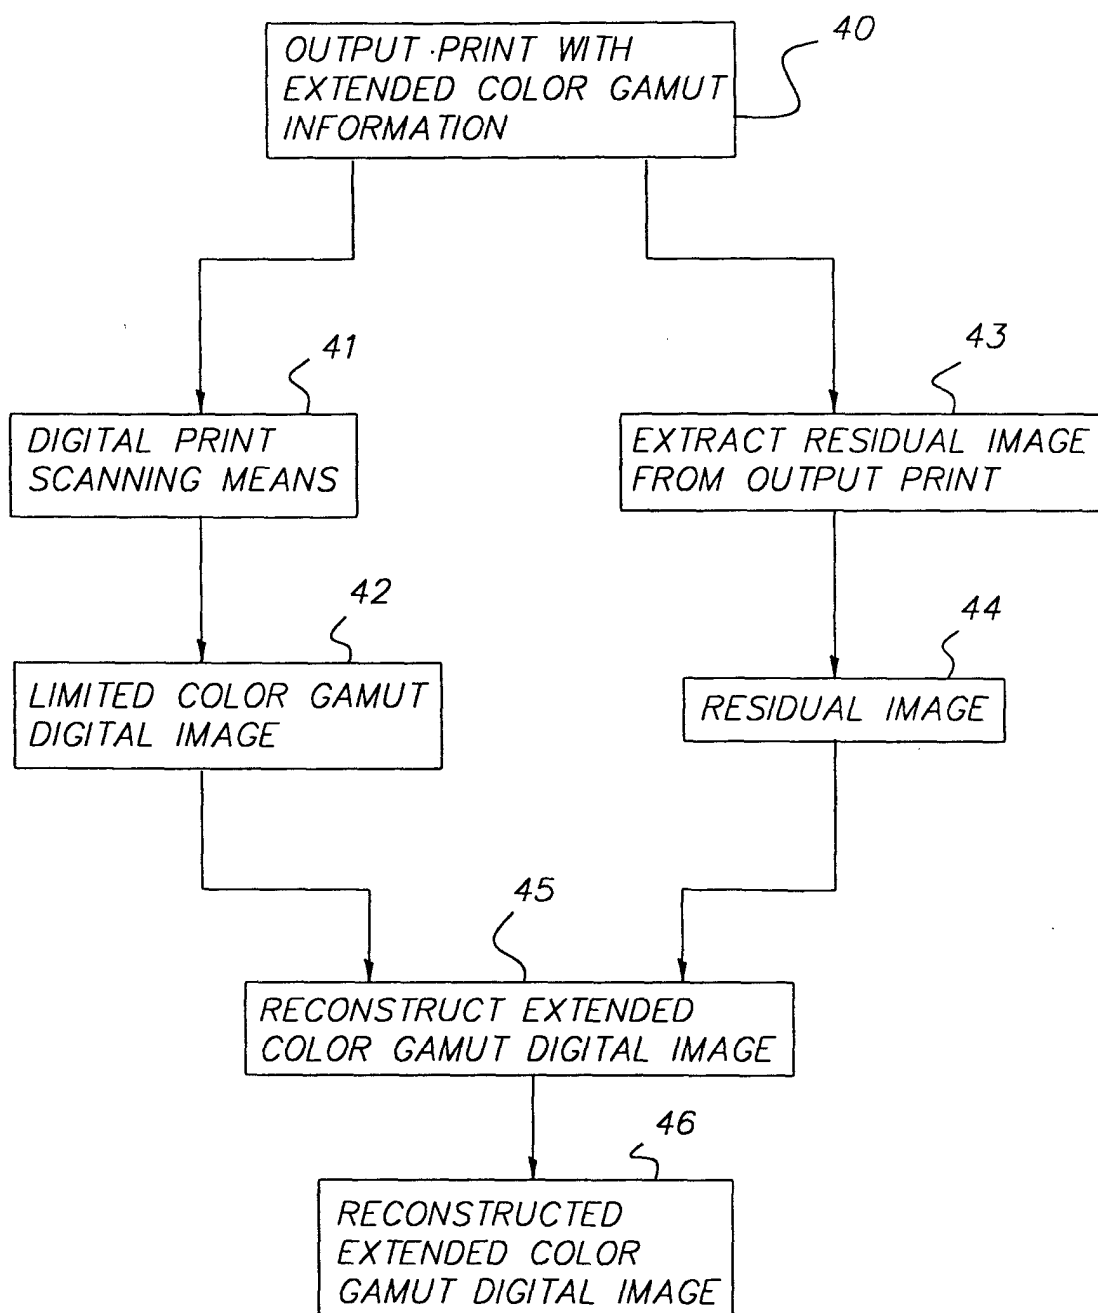 OUTPUT PRINT WITH
EXTENDED COLOR GAMUT
INFORMATION
40
41
DIGITAL PRINT
SCANNING MEANS
43
EXTRACT RESIDUAL IMAGE
FROM OUTPUT PRINT
42
LIMITED COLOR GAMUT
DIGITAL IMAGE
44
RESIDUAL IMAGE
45
RECONSTRUCT EXTENDED
COLOR GAMUT DIGITAL IMAGE
46
RECONSTRUCTED
EXTENDED COLOR
GAMUT DIGITAL IMAGE